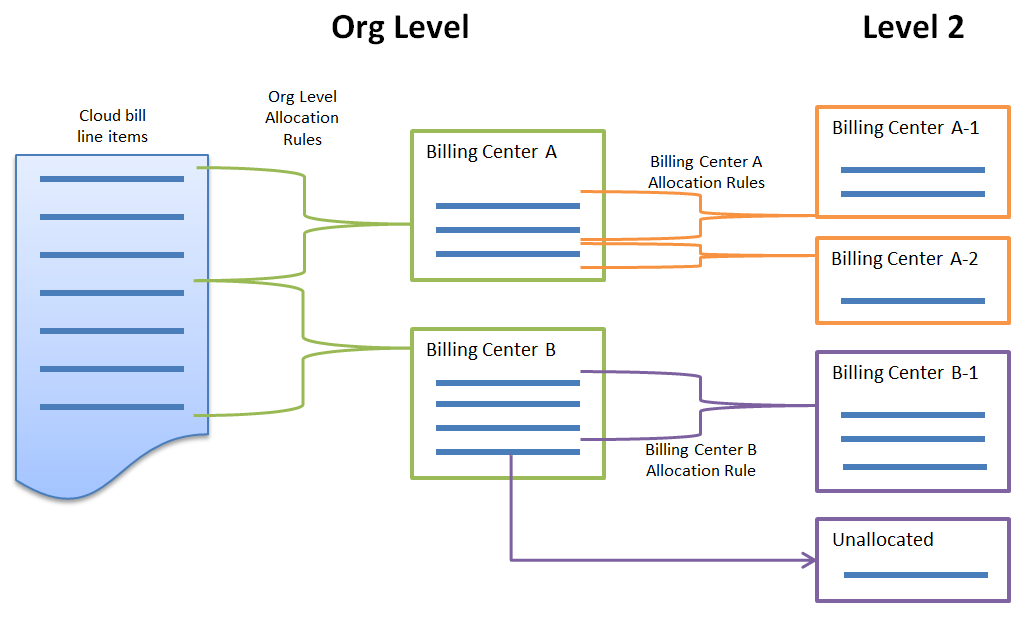 Org Level
Level 2
Cloud bill
line items
Org Level
Allocation
Rules
Billing Center A
Billing Center A
Allocation Rules
Billing Center A-1
Billing Center A-2
Billing Center B
Billing Center B
Allocation Rule
Billing Center B-1
Unallocated